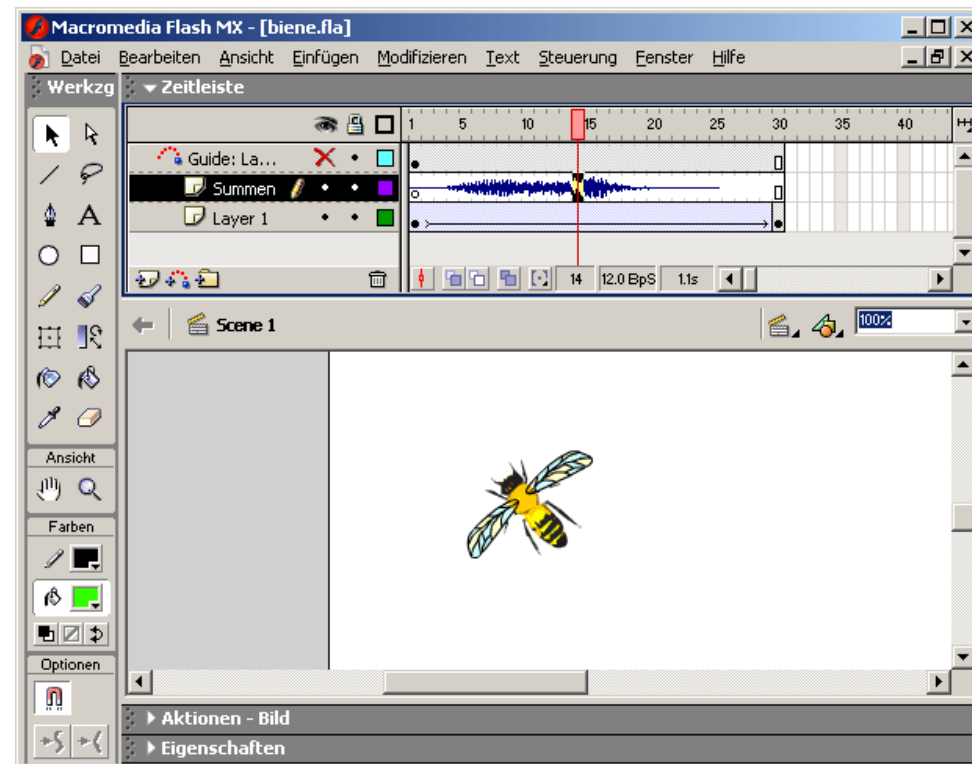 Macromedia Flash MX - [biene.fla]
Datei Bearbeiten Ansicht Einfügen Modifizieren Text Steuerung Fenster Hilfe
Werkzg
Zeitleiste
1 5 10 15 20 25 30 35 40
Guide: La...
Summen
Layer 1
14 12.0 BpS 1.1s
Scene 1
100%
A
Ansicht
Farben
Optionen
Aktionen - Bild
Eigenschaften